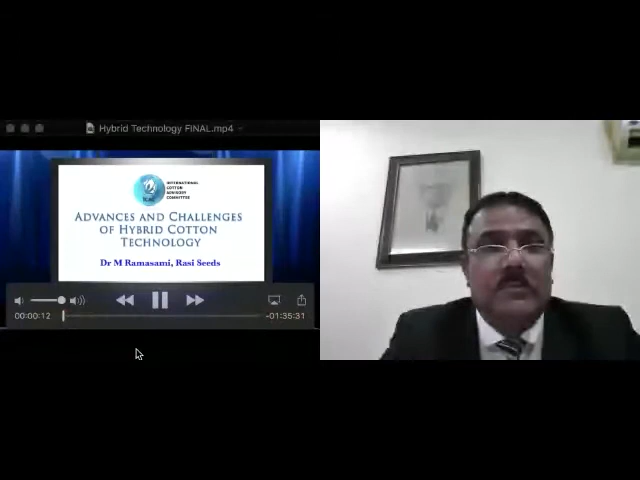 Hybrid Technology FINAL.mp4
INTERNATIONAL
COTTON
ADVISORY
COMMITTEE
ICAC
ADVANCES AND CHALLENGES
OF HYBRID COTTON
TECHNOLOGY
Dr M Ramasami, Rasi Seeds
00:00:12
-01:35:31